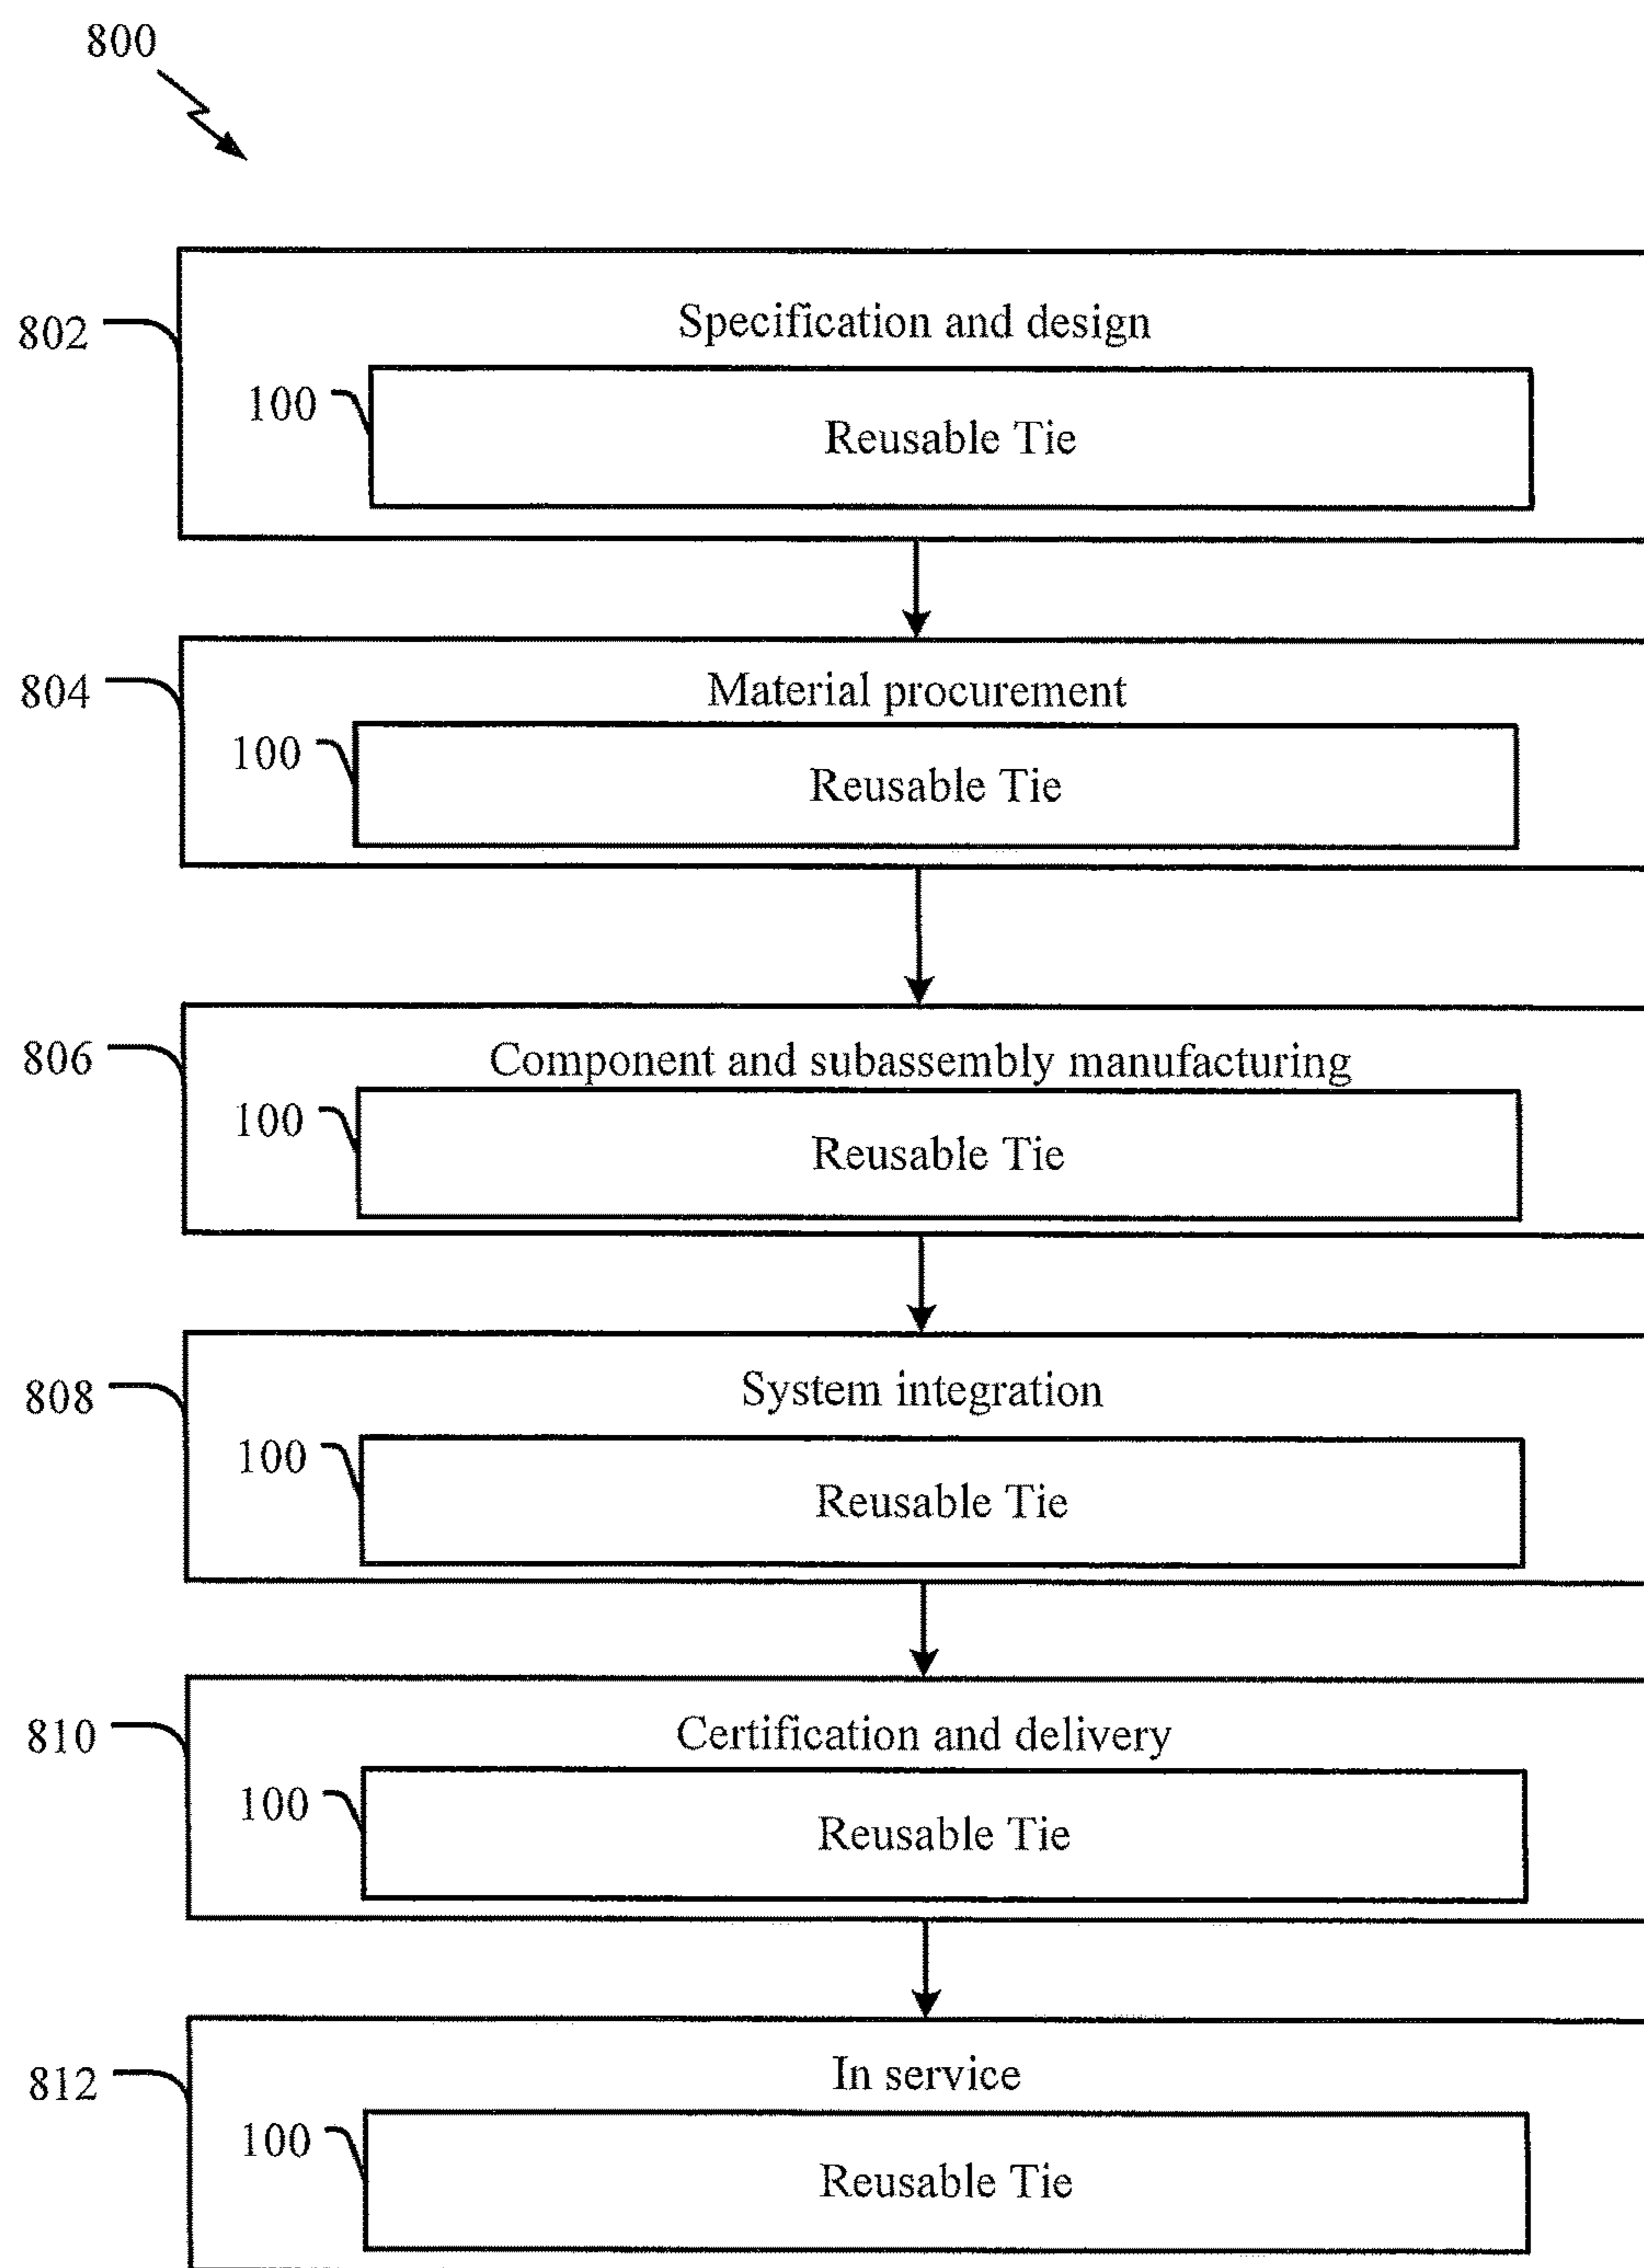 800
802
Specification and design
100
Reusable Tie
804
Material procurement
100
Reusable Tie
806
Component and subassembly manufacturing
100
Reusable Tie
808
System integration
100
Reusable Tie
810
Certification and delivery
100
Reusable Tie
812
In service
100
Reusable Tie